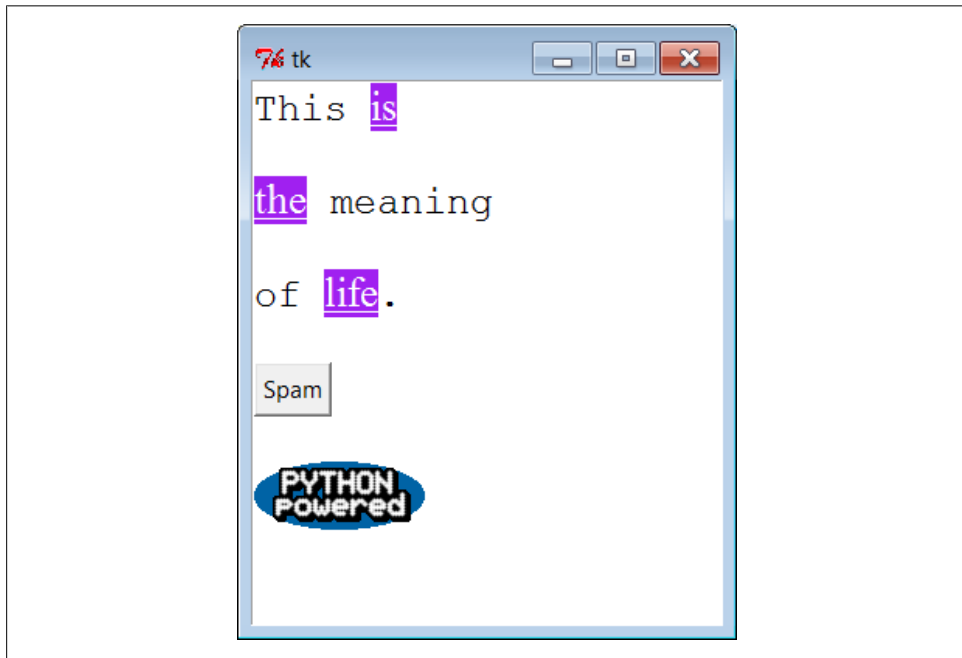 tk
This is
the meaning
of life.
Spam
PYTHON
Powered